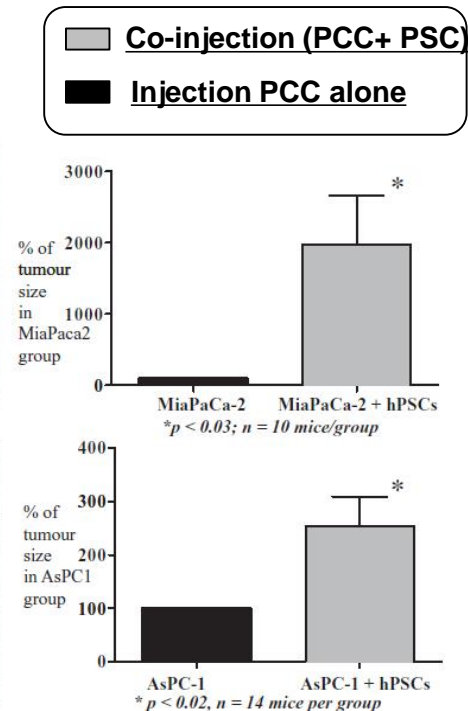 Co-injection (PCC+ PSC)
Injection PCC alone
3000
2000
1000
0
% of
tumour
size
in
MiaPaca2
group
*
MiaPaCa-2
MiaPaCa-2 + hPSCs
*p < 0.03; n = 10 mice/group
400
300
200
100
0
% of
tumour
size
in AsPC1
group
*
AsPC-1
AsPC-1 + hPSCs
* p < 0.02, n = 14 mice per group